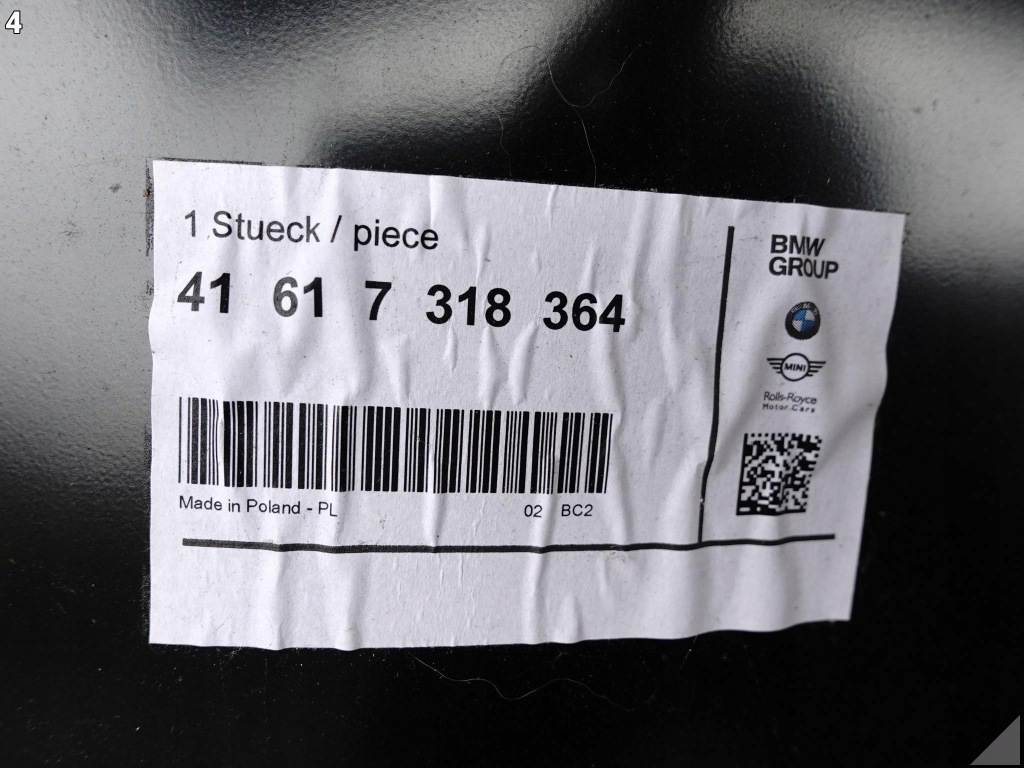 4
1 Stueck / piece
41 61 7 318 364
Made in Poland - PL 02 BC2
BMW
GROUP
MINI
Rolls-Royce
Motor Cars